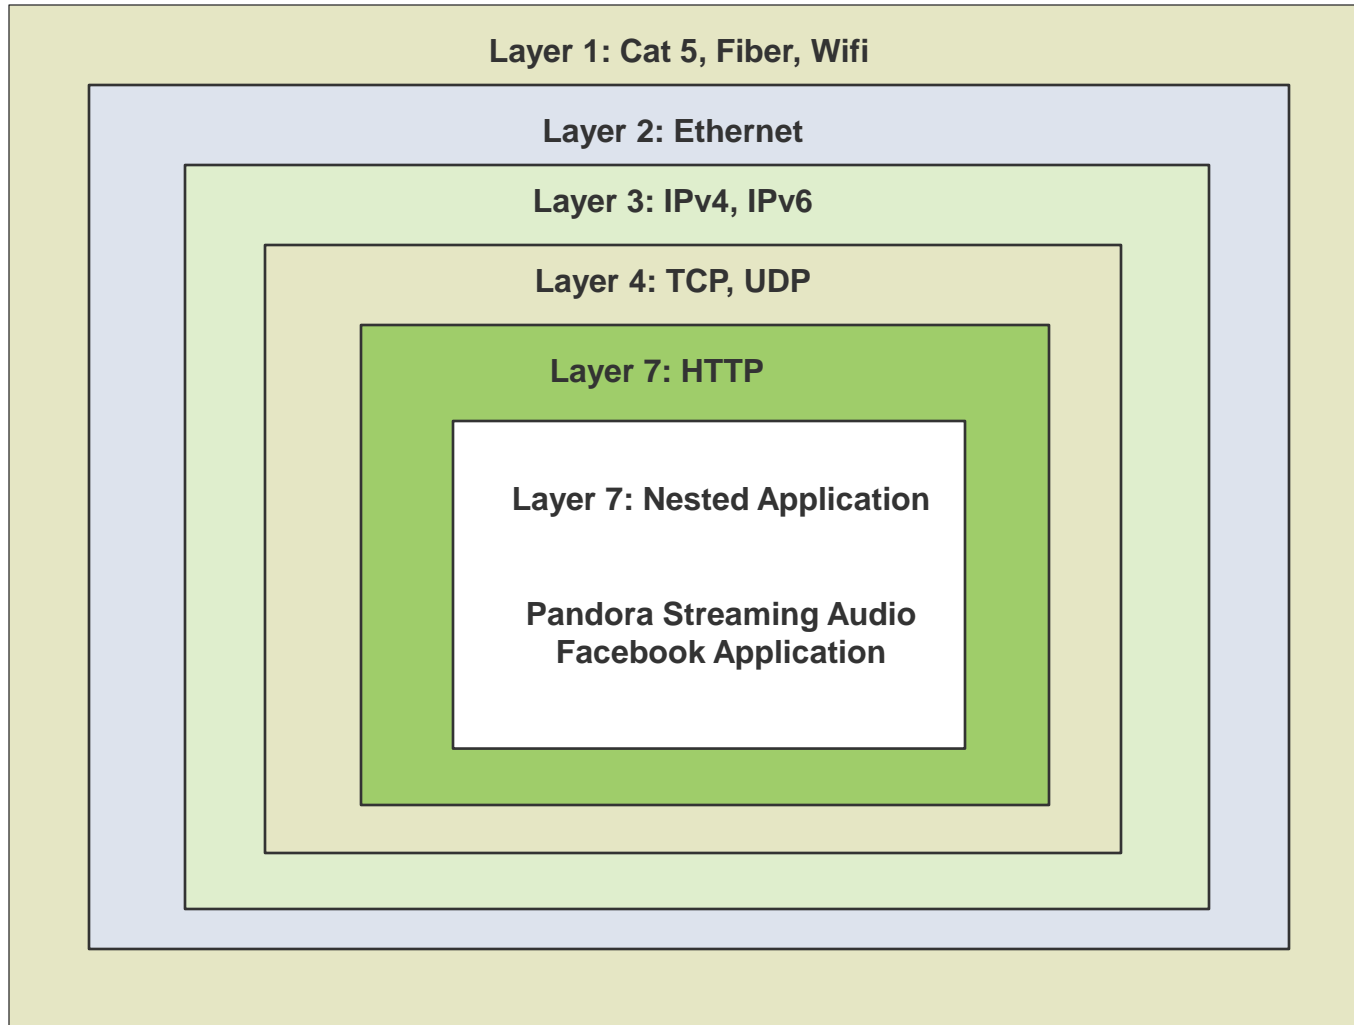 Layer 1: Cat 5, Fiber, Wifi
Layer 2: Ethernet
Layer 3: IPv4, IPv6
Layer 4: TCP, UDP
Layer 7: HTTP
Layer 7: Nested Application
Pandora Streaming Audio
Facebook Application